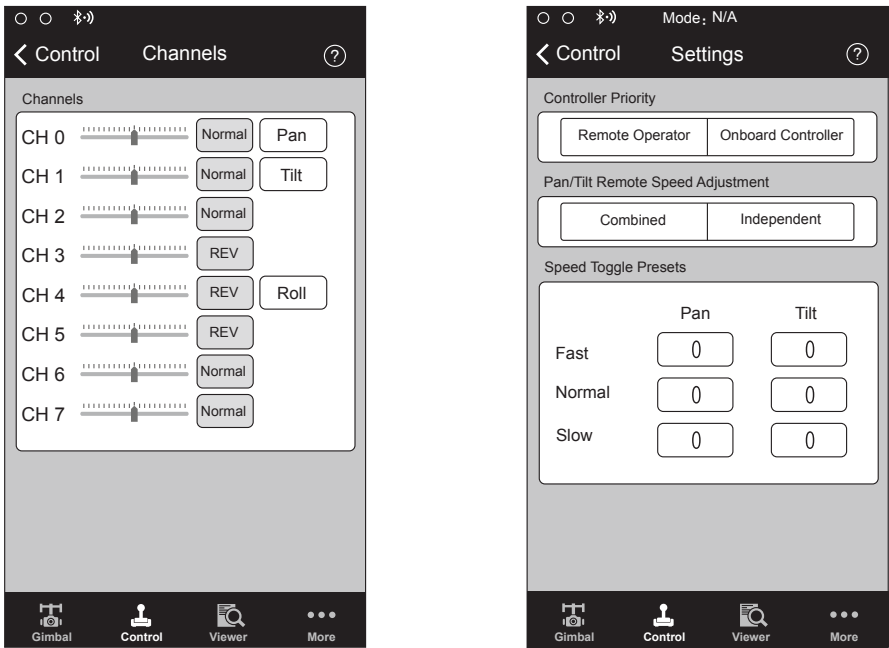 Control Channels ?
Channels
CH 0 Normal Pan
CH 1 Normal Tilt
CH 2 Normal
CH 3 REV
CH 4 REV Roll
CH 5 REV
CH 6 Normal
CH 7 Normal
Gimbal Control Viewer More
Mode: N/A
Control Settings ?
Controller Priority
Remote Operator Onboard Controller
Pan/Tilt Remote Speed Adjustment
Combined Independent
Speed Toggle Presets
Pan Tilt
Fast 0 0
Normal 0 0
Slow 0 0
Gimbal Control Viewer More